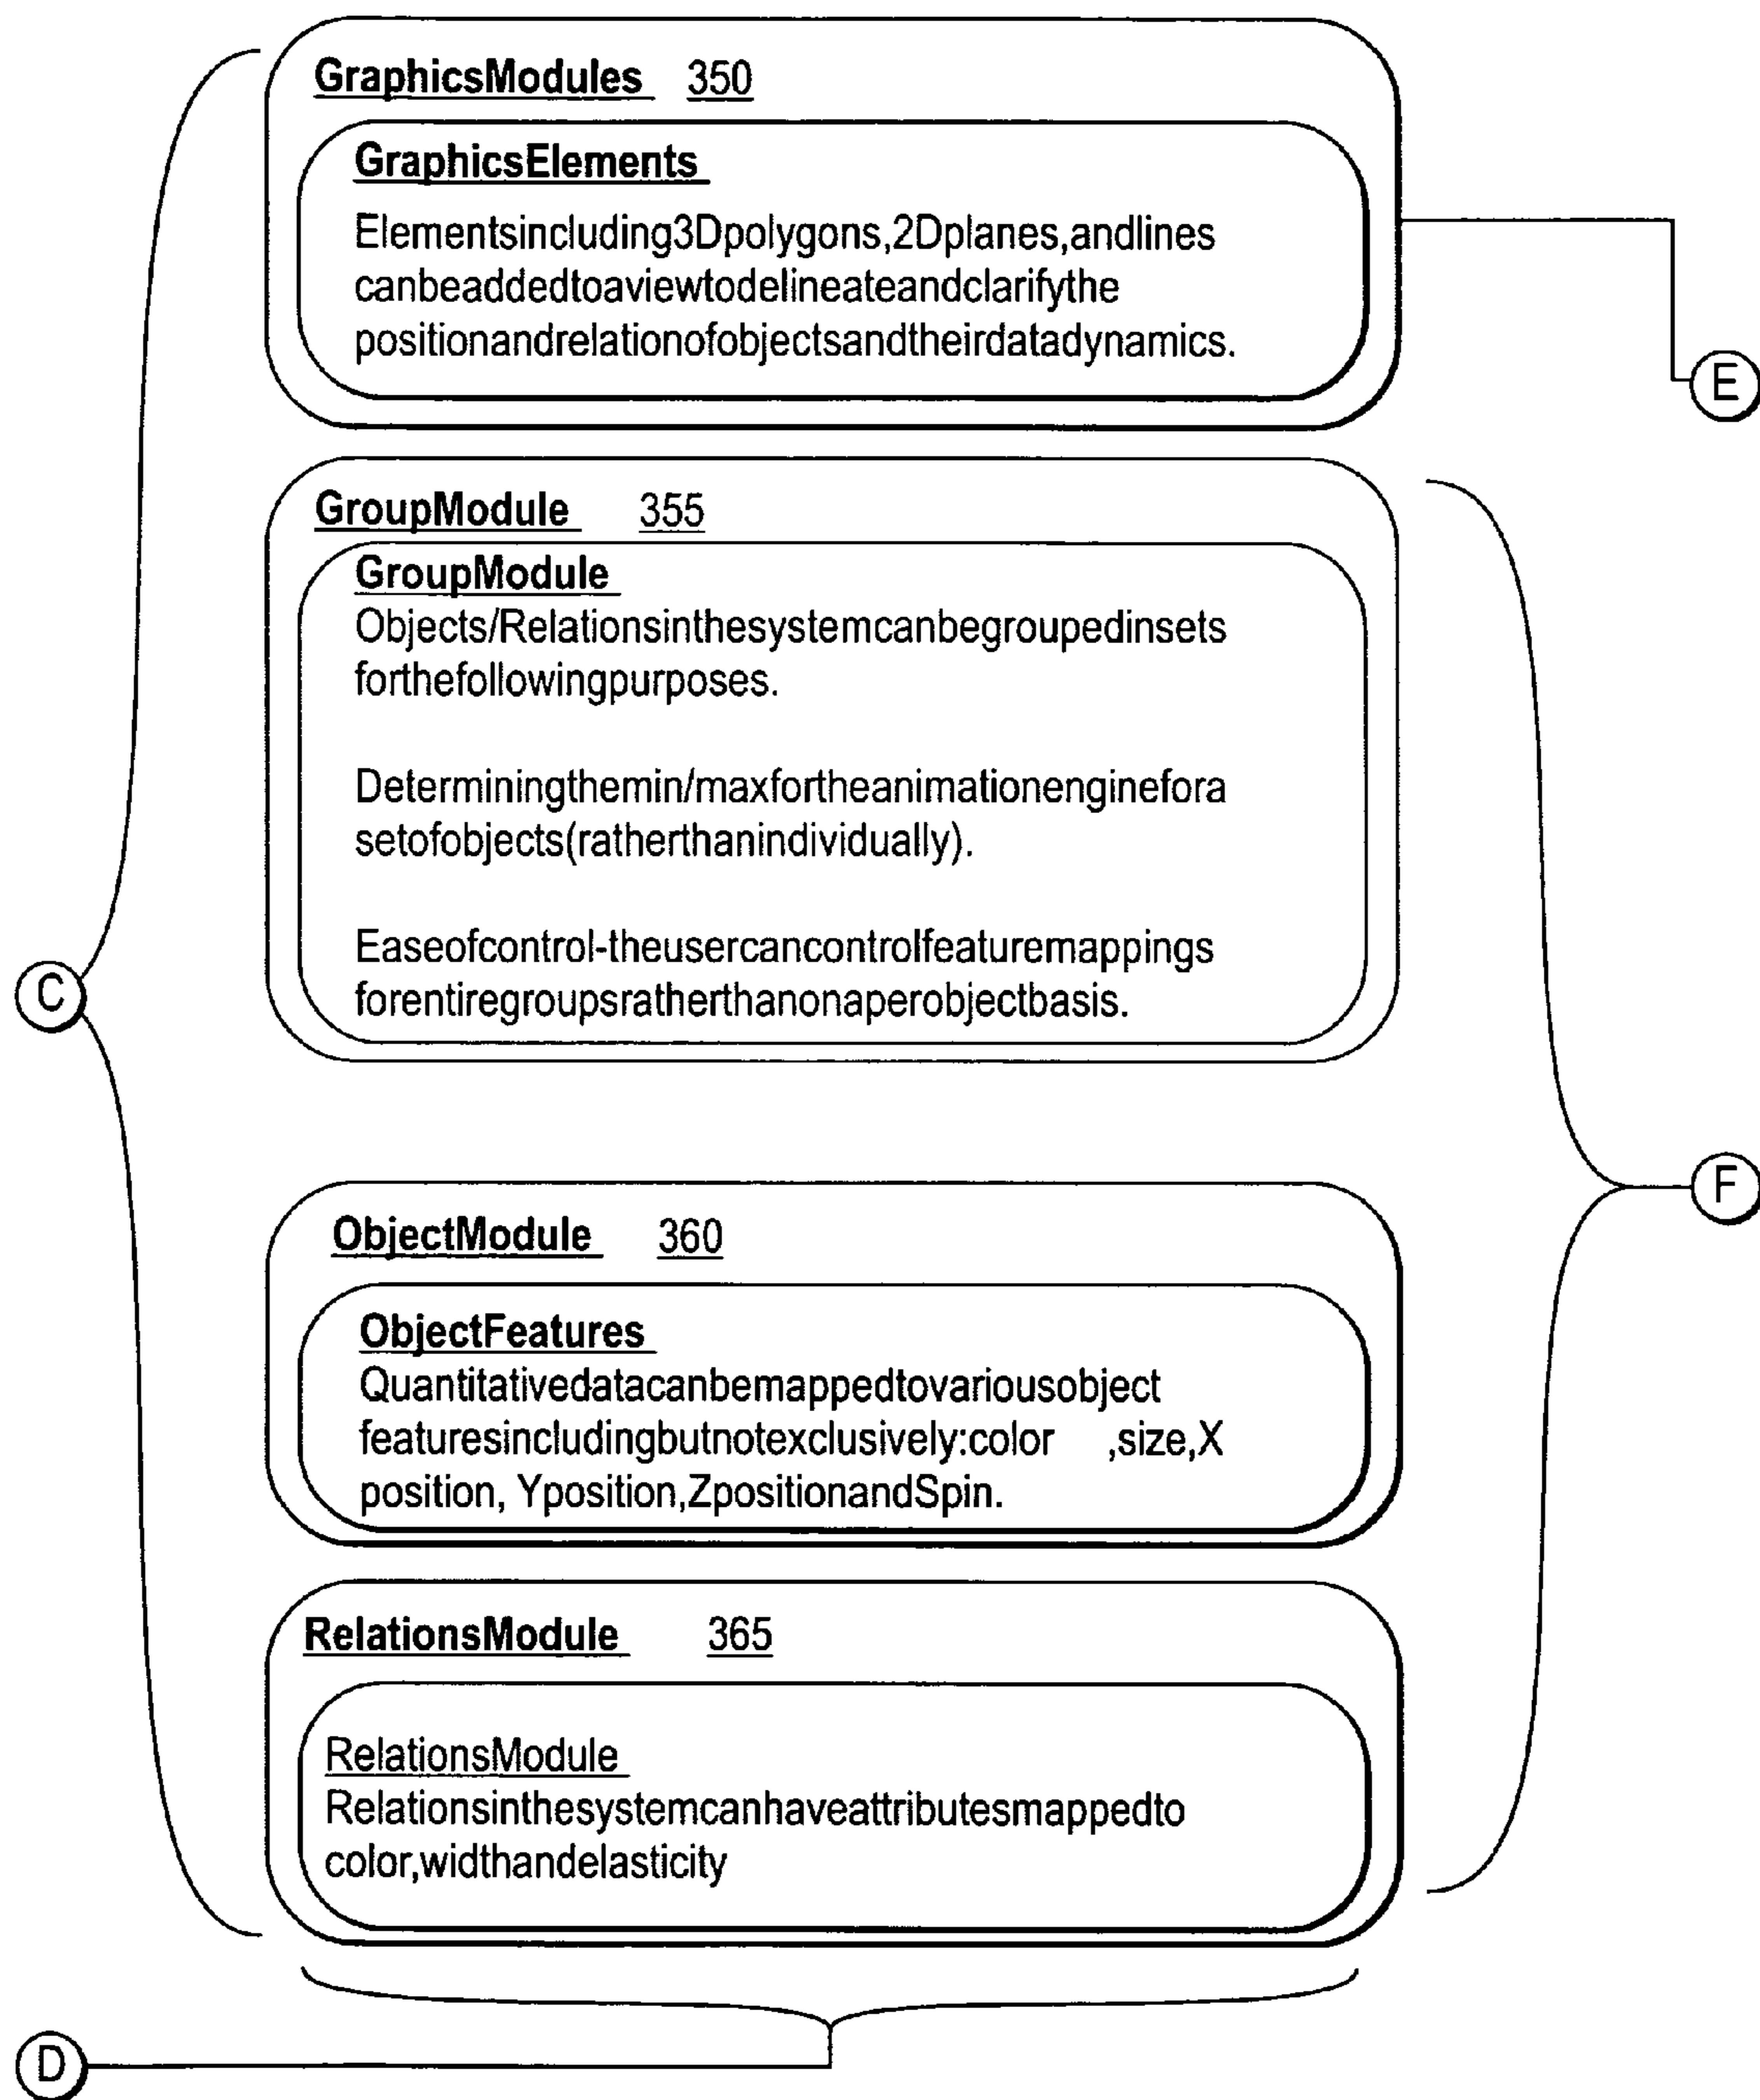 GraphicsModules 350
GraphicsElements
Elementsincluding3Dpolygons,2Dplanes,andlines
canbeaddedtoaviewtodelineateandclarifythe
positionandrelationofobjectsandtheirdatadynamics.
E
GroupModule 355
GroupModule
Objects/Relationsinthesystemcanbegroupedinsets
forthefollowingpurposes.
Determiningthemin/maxfortheanimationenginefora
setofobjects(ratherthanindividually).
Easeofcontrol-theusercancontrolfeaturemappings
forentiregroupsratherthanonaperobjectbasis.
C
F
ObjectModule 360
ObjectFeatures
Quantitativedatacanbemappedtovariousobject
featuresincludingbutnotexclusively:color ,size,X
position, Yposition,ZpositionandSpin.
RelationsModule 365
RelationsModule
Relationsinthesystemcanhaveattributesmappedto
color,widthandelasticity
D